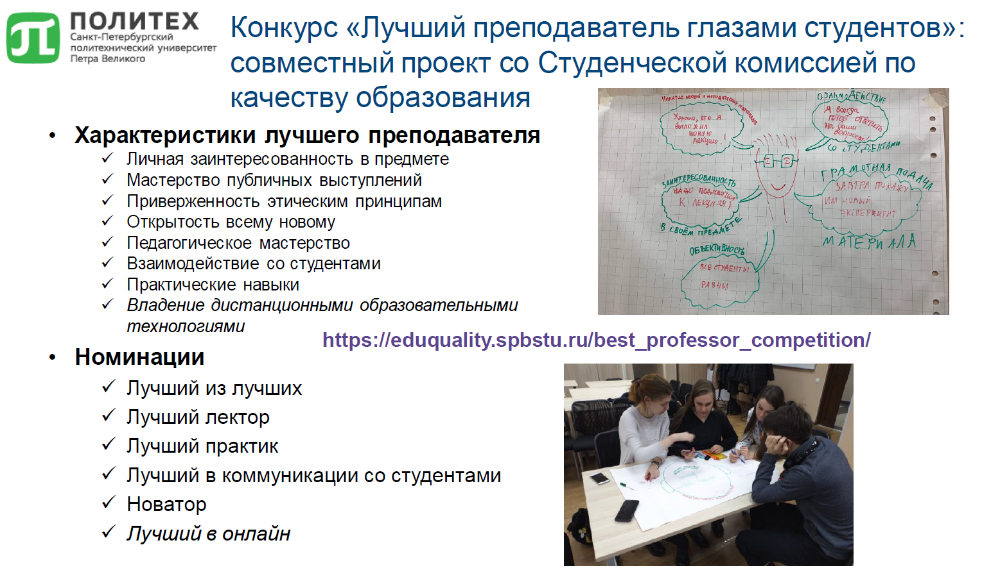 ПОЛИТЕХ
Санкт-Петербургский
политехнический университет
Петра Великого
Конкурс «Лучший преподаватель глазами студентов»:
совместный проект со Студенческой комиссией по
качеству образования
• Характеристики лучшего преподавателя
✓ Личная заинтересованность в предмете
✓ Мастерство публичных выступлений
✓ Приверженность этическим принципам
✓ Открытость всему новому
✓ Педагогическое мастерство
✓ Взаимодействие со студентами
✓ Практические навыки
✓ Владение дистанционными образовательными
технологиями
Наличие лекций и методических материалов
Хорошо, что я
выложил
новую
лекцию!
ВЗАИМОДЕЙСТВИЕ
Я всегда
готов ответить
на ваши
вопросы!
СО СТУДЕНТАМИ
ЗАИНТЕРЕСОВАННОСТЬ
НАДО ПОДГОТОВИТЬСЯ
К ЛЕКЦИЯМ!
В СВОЁМ ПРЕДМЕТЕ
ГРАМОТНАЯ ПОДАЧА
ЗАВТРА ПОКАЖУ
ИМ НОВЫЙ
ЭКСПЕРИМЕНТ
МАТЕРИАЛА
ОБЪЕКТИВНОСТЬ
ВСЕ СТУДЕНТЫ
РАВНЫ
https://eduquality.spbstu.ru/best_professor_competition/
• Номинации
✓ Лучший из лучших
✓ Лучший лектор
✓ Лучший практик
✓ Лучший в коммуникации со студентами
✓ Новатор
✓ Лучший в онлайн